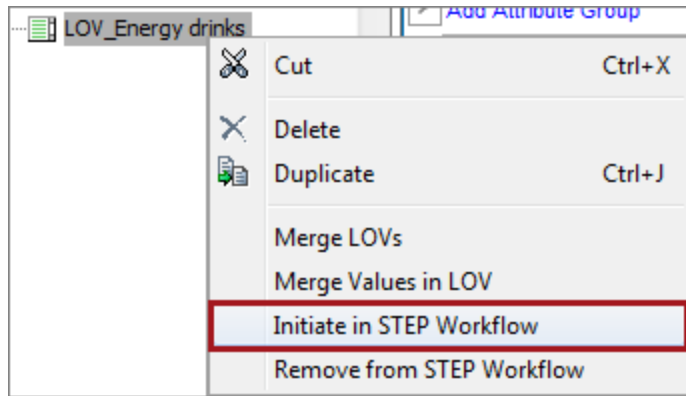 Add Attribute Group
LOV_Energy drinks
Cut Ctrl+X
Delete
Duplicate Ctrl+J
Merge LOVs
Merge Values in LOV
Initiate in STEP Workflow
Remove from STEP Workflow